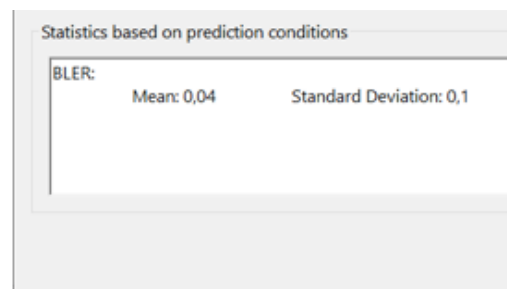 Statistics based on prediction conditions
BLER:
Mean: 0,04 Standard Deviation: 0,1